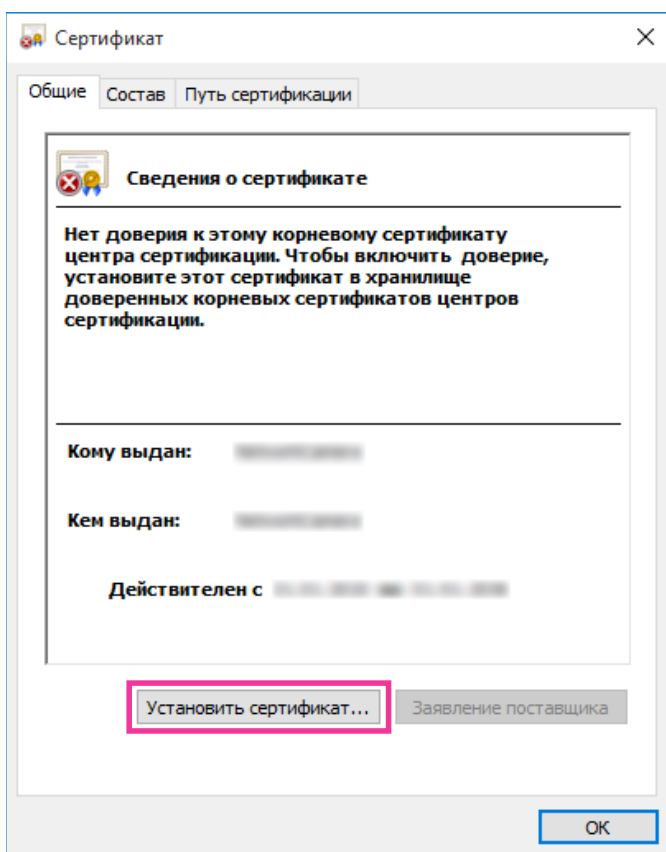 Сертификат
Общие Состав Путь сертификации
Сведения о сертификате
Нет доверия к этому корневому сертификату
центра сертификации. Чтобы включить доверие,
установите этот сертификат в хранилище
доверенных корневых сертификатов центров
сертификации.
Кому выдан:
Кем выдан:
Действителен с
Установить сертификат... Заявление поставщика
ОК